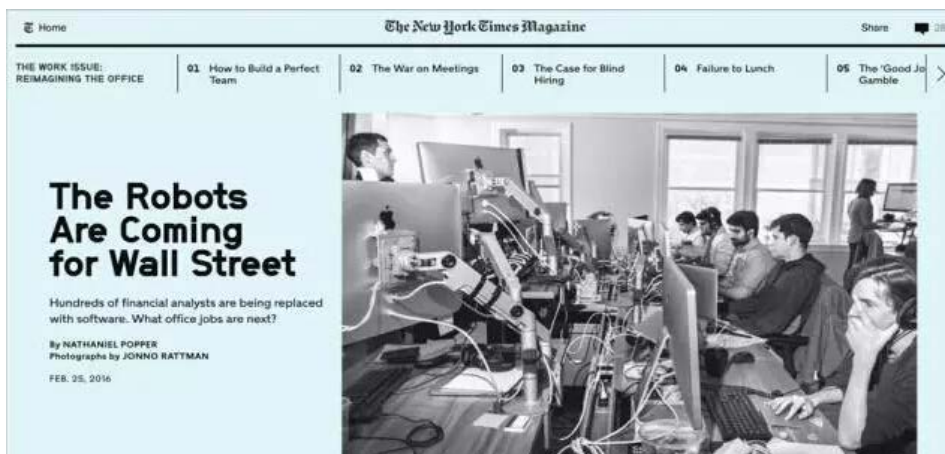 Home
The New York Times Magazine
Share
THE WORK ISSUE:
REIMAGINING THE OFFICE
01 How to Build a Perfect
Team
02 The War on Meetings
03 The Case for Blind
Hiring
04 Failure to Lunch
05 The 'Good Jo
Gamble
The Robots
Are Coming
for Wall Street
Hundreds of financial analysts are being replaced
with software. What office jobs are next?
By NATHANIEL POPPER
Photographs by JONNO RATTMAN
FEB. 25, 2016